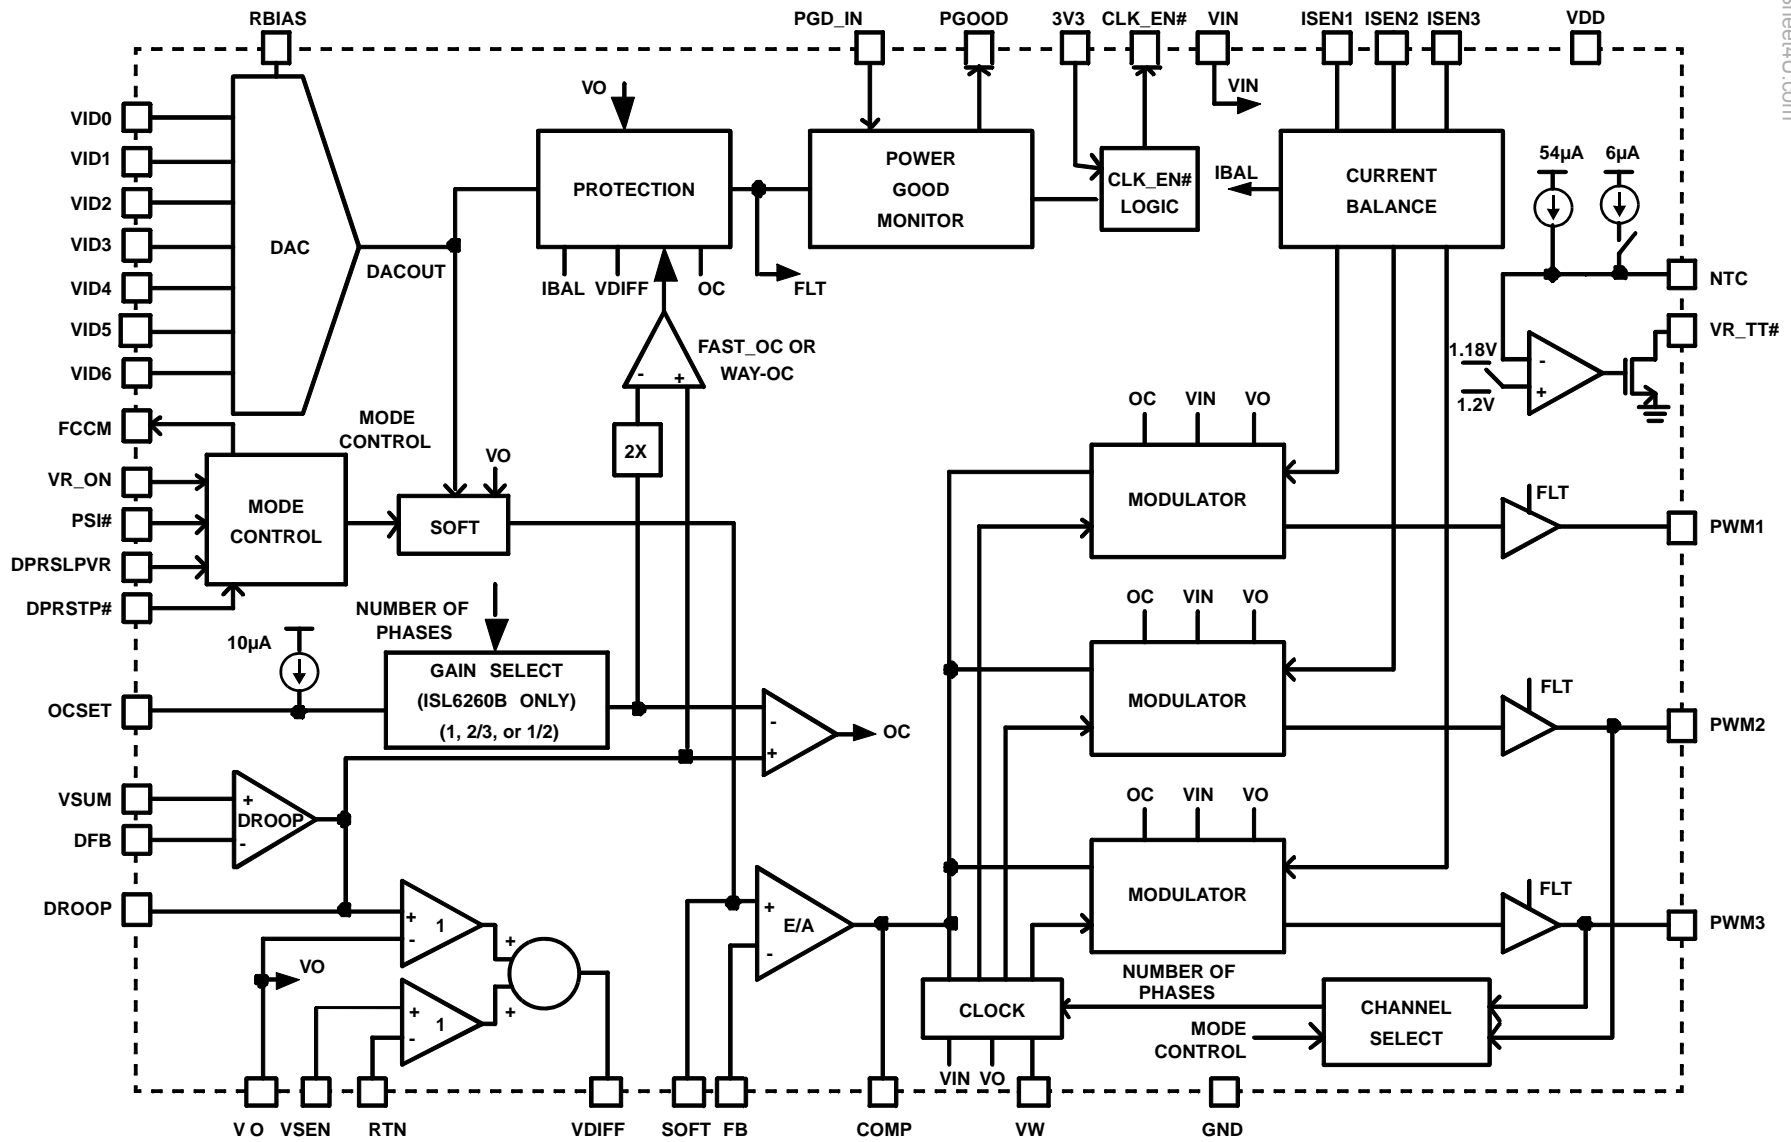 RBIAS
PGD_IN
PGOOD
3V3
CLK_EN#
VIN
ISEN1
ISEN2
ISEN3
VDD
VID0
VID1
VID2
VID3
VID4
VID5
VID6
FCCM
VR_ON
PSI#
DPRSLPVR
DPRSTP#
OCSET
VSUM
DFB
DROOP
DAC
DACOUT
VO
PROTECTION
IBAL
VDIFF
OC
FLT
POWER
GOOD
MONITOR
CLK_EN#
LOGIC
VIN
IBAL
CURRENT
BALANCE
54µA
6µA
NTC
VR_TT#
1.18V
1.2V
-
+
FAST_OC OR
WAY-OC
-
+
2X
MODE
CONTROL
VO
MODE
CONTROL
SOFT
NUMBER OF
PHASES
10µA
GAIN SELECT
(ISL6260B ONLY)
(1, 2/3, or 1/2)
-
+
OC
+
DROOP
-
+
1
-
+
VO
+
1
-
+
+
E/A
-
OC
VIN
VO
MODULATOR
FLT
PWM1
OC
VIN
VO
MODULATOR
FLT
PWM2
OC
VIN
VO
MODULATOR
FLT
PWM3
CLOCK
VIN
VO
NUMBER OF
PHASES
MODE
CONTROL
CHANNEL
SELECT
V O
VSEN
RTN
VDIFF
SOFT
FB
COMP
VW
GND